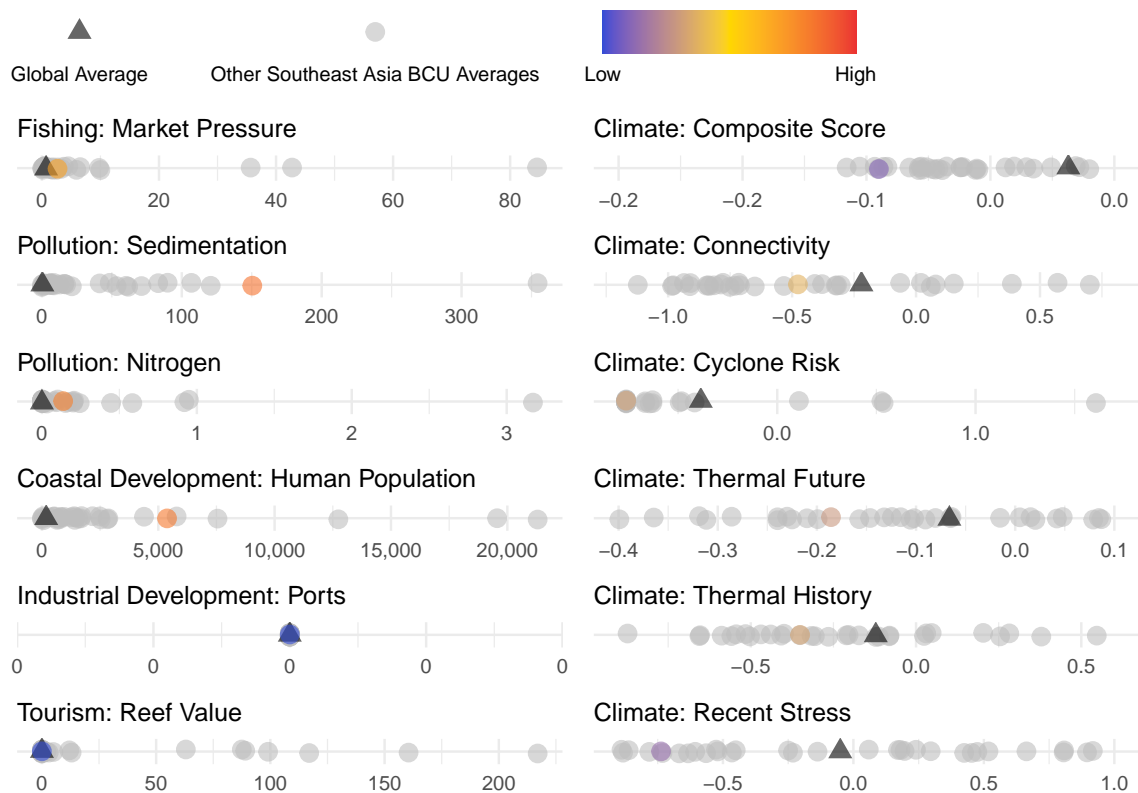 Global Average
Other Southeast Asia BCU Averages
Low
High
Fishing: Market Pressure
0 20 40 60 80
Pollution: Sedimentation
0 100 200 300
Pollution: Nitrogen
0 1 2 3
Coastal Development: Human Population
0 5,000 10,000 15,000 20,000
Industrial Development: Ports
0 0 0 0 0
Tourism: Reef Value
0 50 100 150 200
Climate: Composite Score
−0.2 −0.2 −0.1 0.0 0.0
Climate: Connectivity
−1.0 −0.5 0.0 0.5
Climate: Cyclone Risk
0.0 1.0
Climate: Thermal Future
−0.4 −0.3 −0.2 −0.1 0.0 0.1
Climate: Thermal History
−0.5 0.0 0.5
Climate: Recent Stress
−0.5 0.0 0.5 1.0